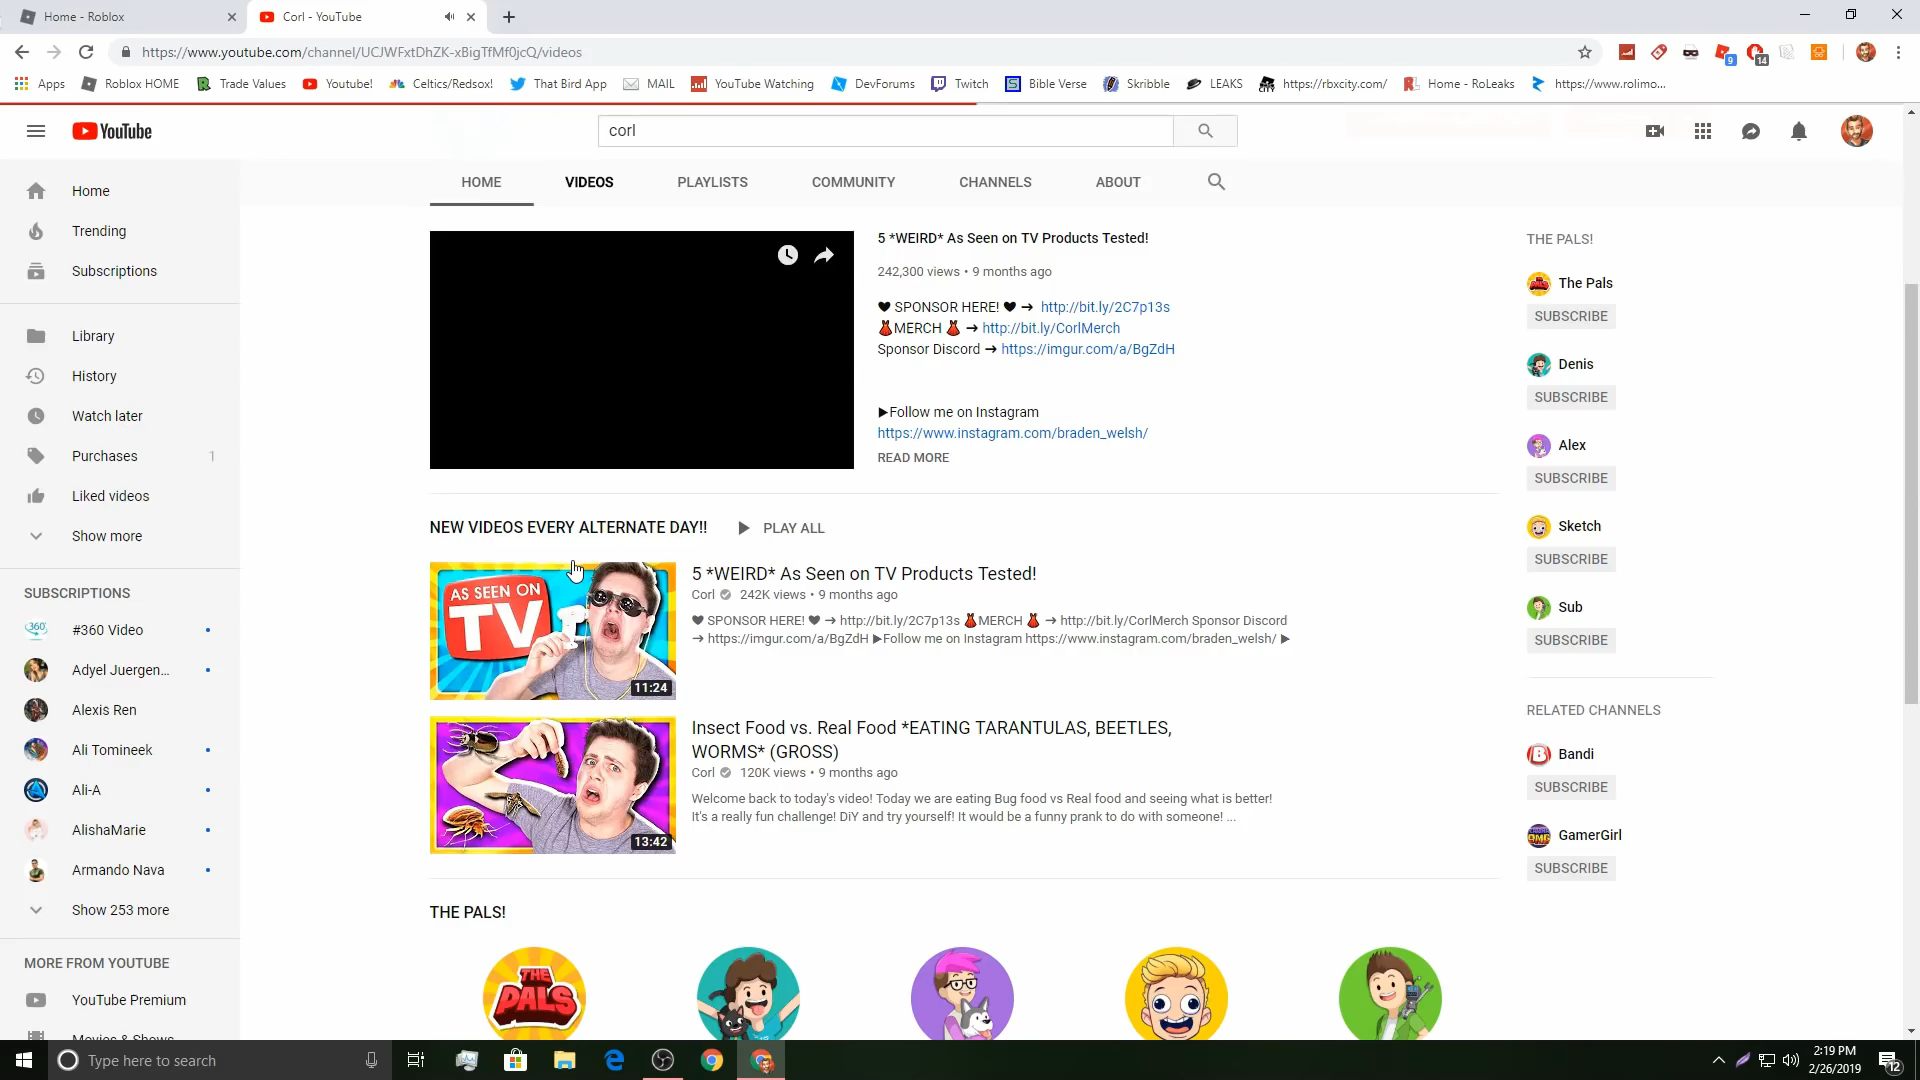 Home - Roblox
Corl - YouTube
https://www.youtube.com/channel/UCJWFxtDhZK-xBigTfMf0jcQ/videos
9
14
Apps
Roblox HOME
Trade Values
Youtube!
Celtics/Redsox!
That Bird App
MAIL
YouTube Watching
DevForums
Twitch
Bible Verse
Skribble
LEAKS
https://rbxcity.com/
Home - RoLeaks
https://www.rolimo...
YouTube
corl
HOME
VIDEOS
PLAYLISTS
COMMUNITY
CHANNELS
ABOUT
Home
Trending
Subscriptions
Library
History
Watch later
Purchases 1
Liked videos
Show more
SUBSCRIPTIONS
360°
#360 Video
Adyel Juergen...
Alexis Ren
Ali Tomineek
Ali-A
AlishaMarie
Armando Nava
Show 253 more
MORE FROM YOUTUBE
YouTube Premium
Movies & Shows
5 *WEIRD* As Seen on TV Products Tested!
242,300 views • 9 months ago
♥ SPONSOR HERE! ♥ → http://bit.ly/2C7p13s
👗MERCH 👗 → http://bit.ly/CorlMerch
Sponsor Discord → https://imgur.com/a/BgZdH
▶Follow me on Instagram
https://www.instagram.com/braden_welsh/
READ MORE
NEW VIDEOS EVERY ALTERNATE DAY!!
PLAY ALL
AS SEEN ON
TV
11:24
5 *WEIRD* As Seen on TV Products Tested!
Corl 242K views • 9 months ago
♥ SPONSOR HERE! ♥ → http://bit.ly/2C7p13s 👗MERCH 👗 → http://bit.ly/CorlMerch Sponsor Discord
→ https://imgur.com/a/BgZdH ▶Follow me on Instagram https://www.instagram.com/braden_welsh/ ▶
13:42
Insect Food vs. Real Food *EATING TARANTULAS, BEETLES,
WORMS* (GROSS)
Corl 120K views • 9 months ago
Welcome back to today's video! Today we are eating Bug food vs Real food and seeing what is better!
It's a really fun challenge! DiY and try yourself! It would be a funny prank to do with someone! ...
THE PALS!
THE
PALS
THE PALS!
The Pals
SUBSCRIBE
Denis
SUBSCRIBE
Alex
SUBSCRIBE
Sketch
SUBSCRIBE
Sub
SUBSCRIBE
RELATED CHANNELS
Bandi
SUBSCRIBE
GamerGirl
SUBSCRIBE
Type here to search
2:19 PM
2/26/2019
12